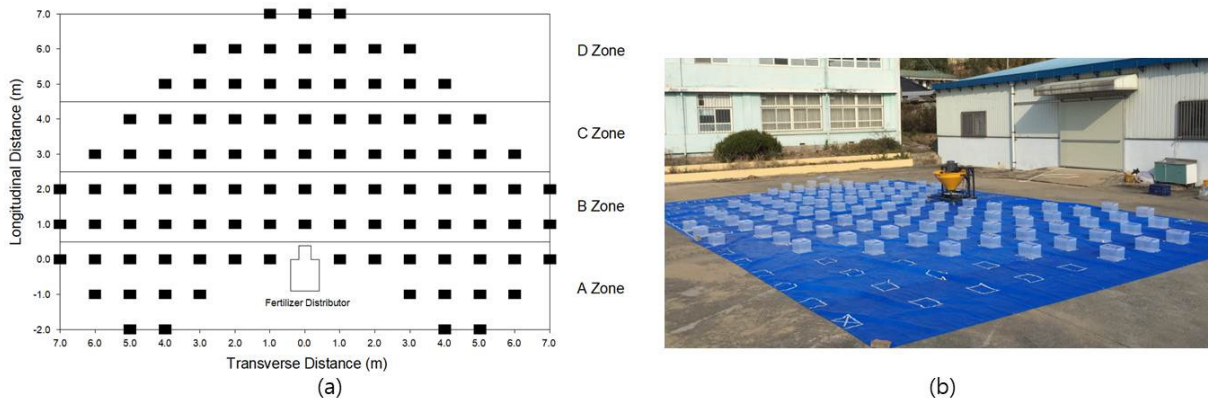 7.0
6.0
D Zone
5.0
4.0
C Zone
3.0
2.0
B Zone
1.0
0.0
A Zone
-1.0
-2.0
Longitudinal Distance (m)
Fertilizer Distributor
7.0 6.0 5.0 4.0 3.0 2.0 1.0 0.0 1.0 2.0 3.0 4.0 5.0 6.0 7.0
Transverse Distance (m)
(a)
(b)